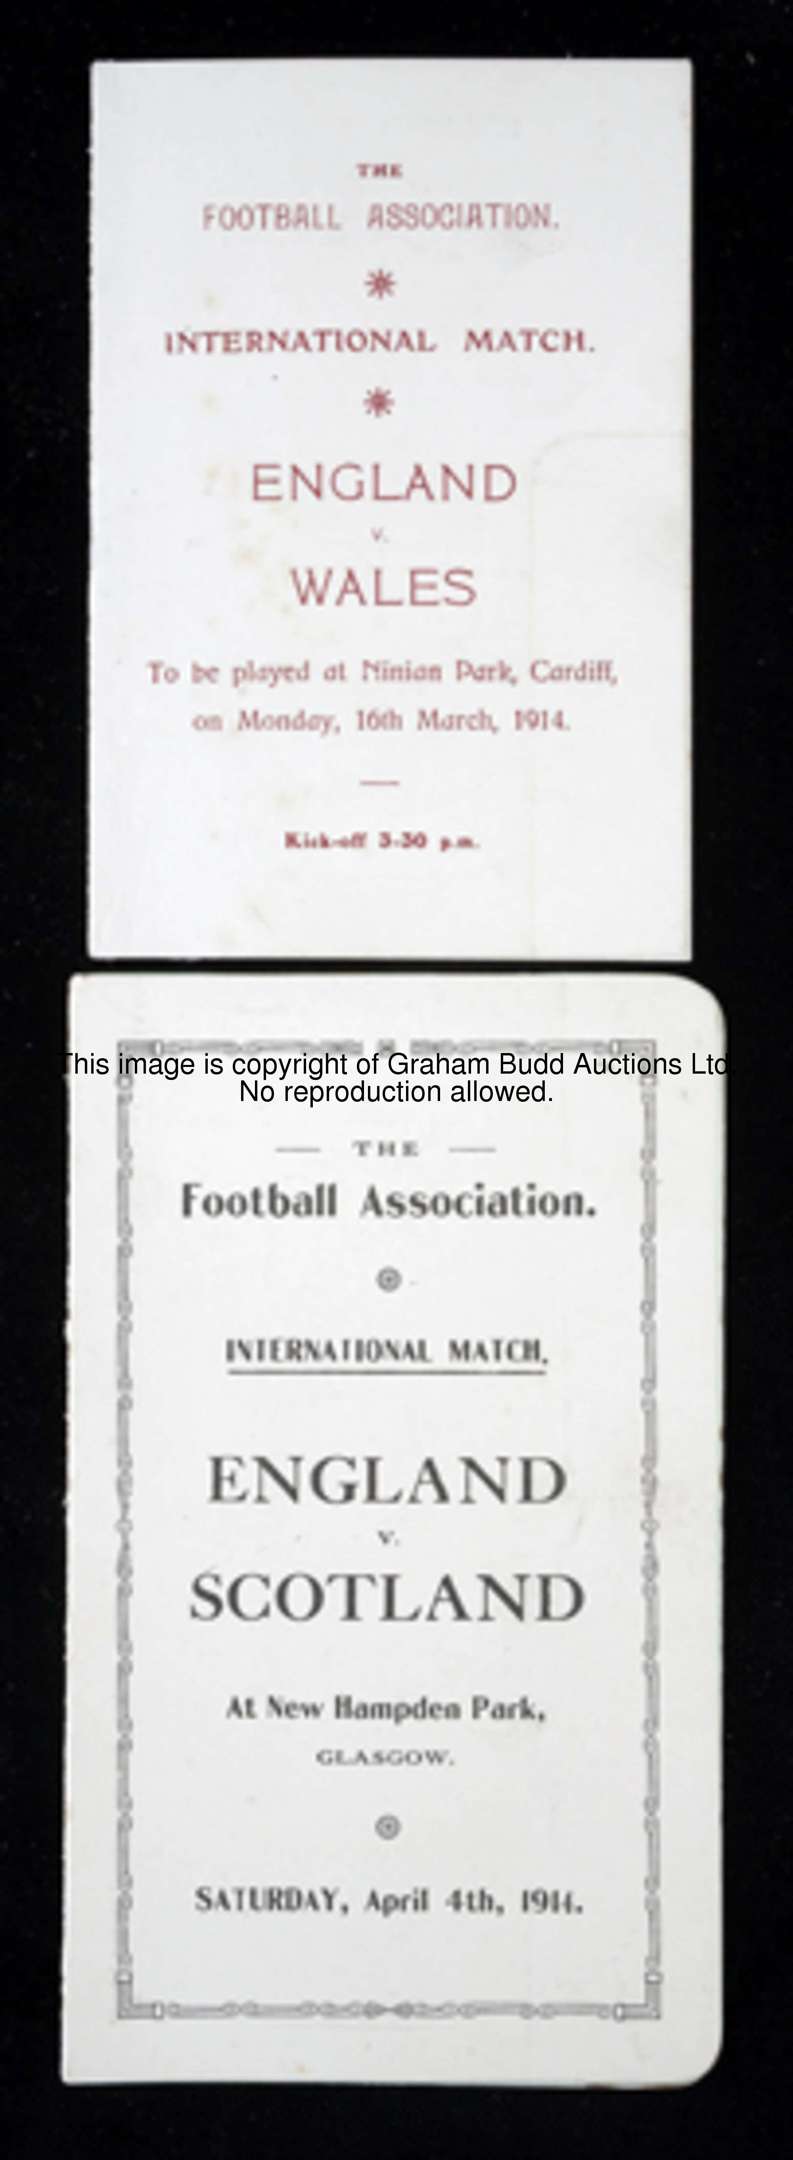 THE
FOOTBALL ASSOCIATION.
INTERNATIONAL MATCH.
ENGLAND
v.
WALES
To be played at Ninian Park, Cardiff,
on Monday, 16th March, 1914.
Kick-off 3-30 p.m.
This image is copyright of Graham Budd Auctions Ltd.
No reproduction allowed.
THE
Football Association.
INTERNATIONAL MATCH.
ENGLAND
v.
SCOTLAND
At New Hampden Park,
GLASGOW.
SATURDAY, April 4th, 1914.